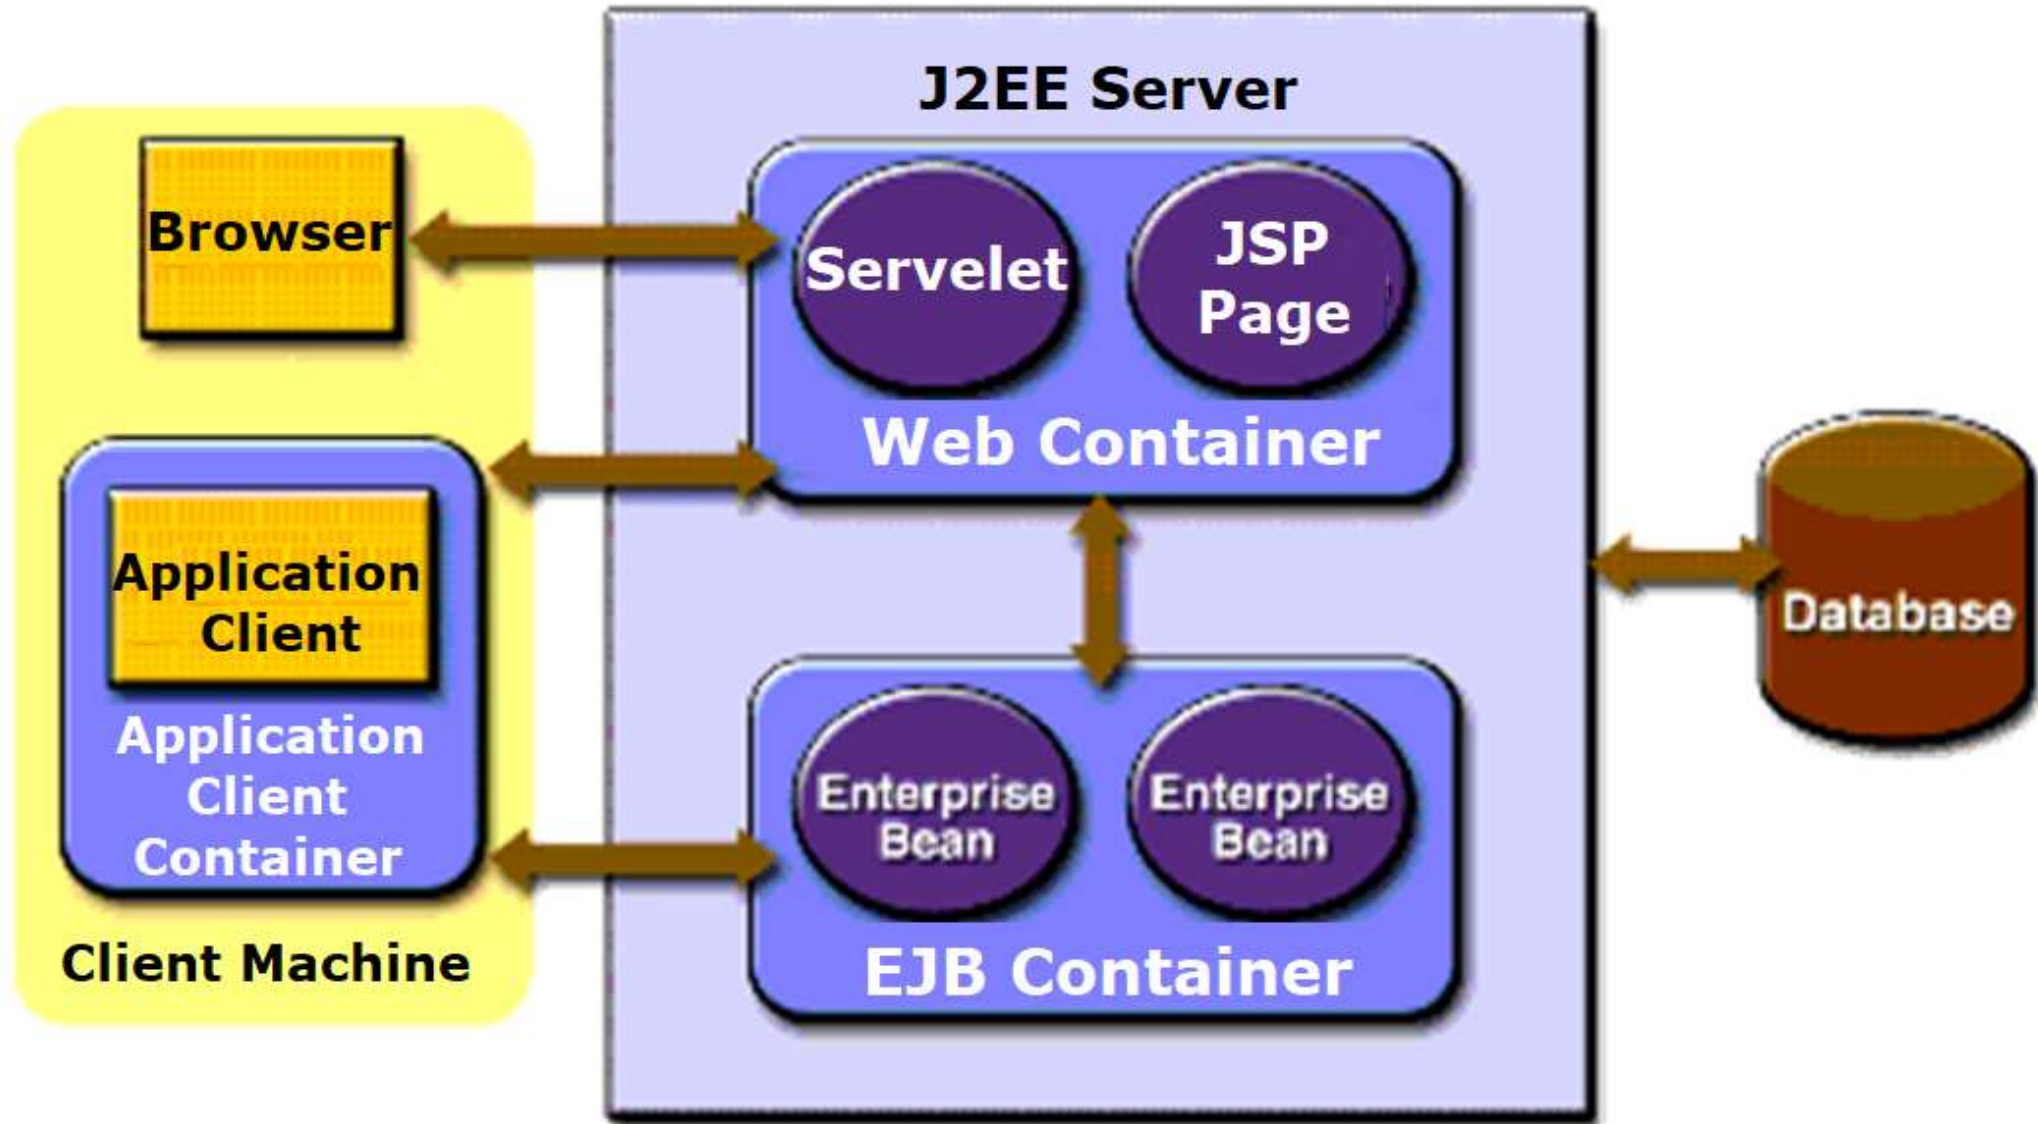 J2EE Server
Browser
Servelet
JSP
Page
Web Container
Application
Client
Application
Client
Container
Client Machine
Enterprise
Bean
Enterprise
Bean
EJB Container
Database